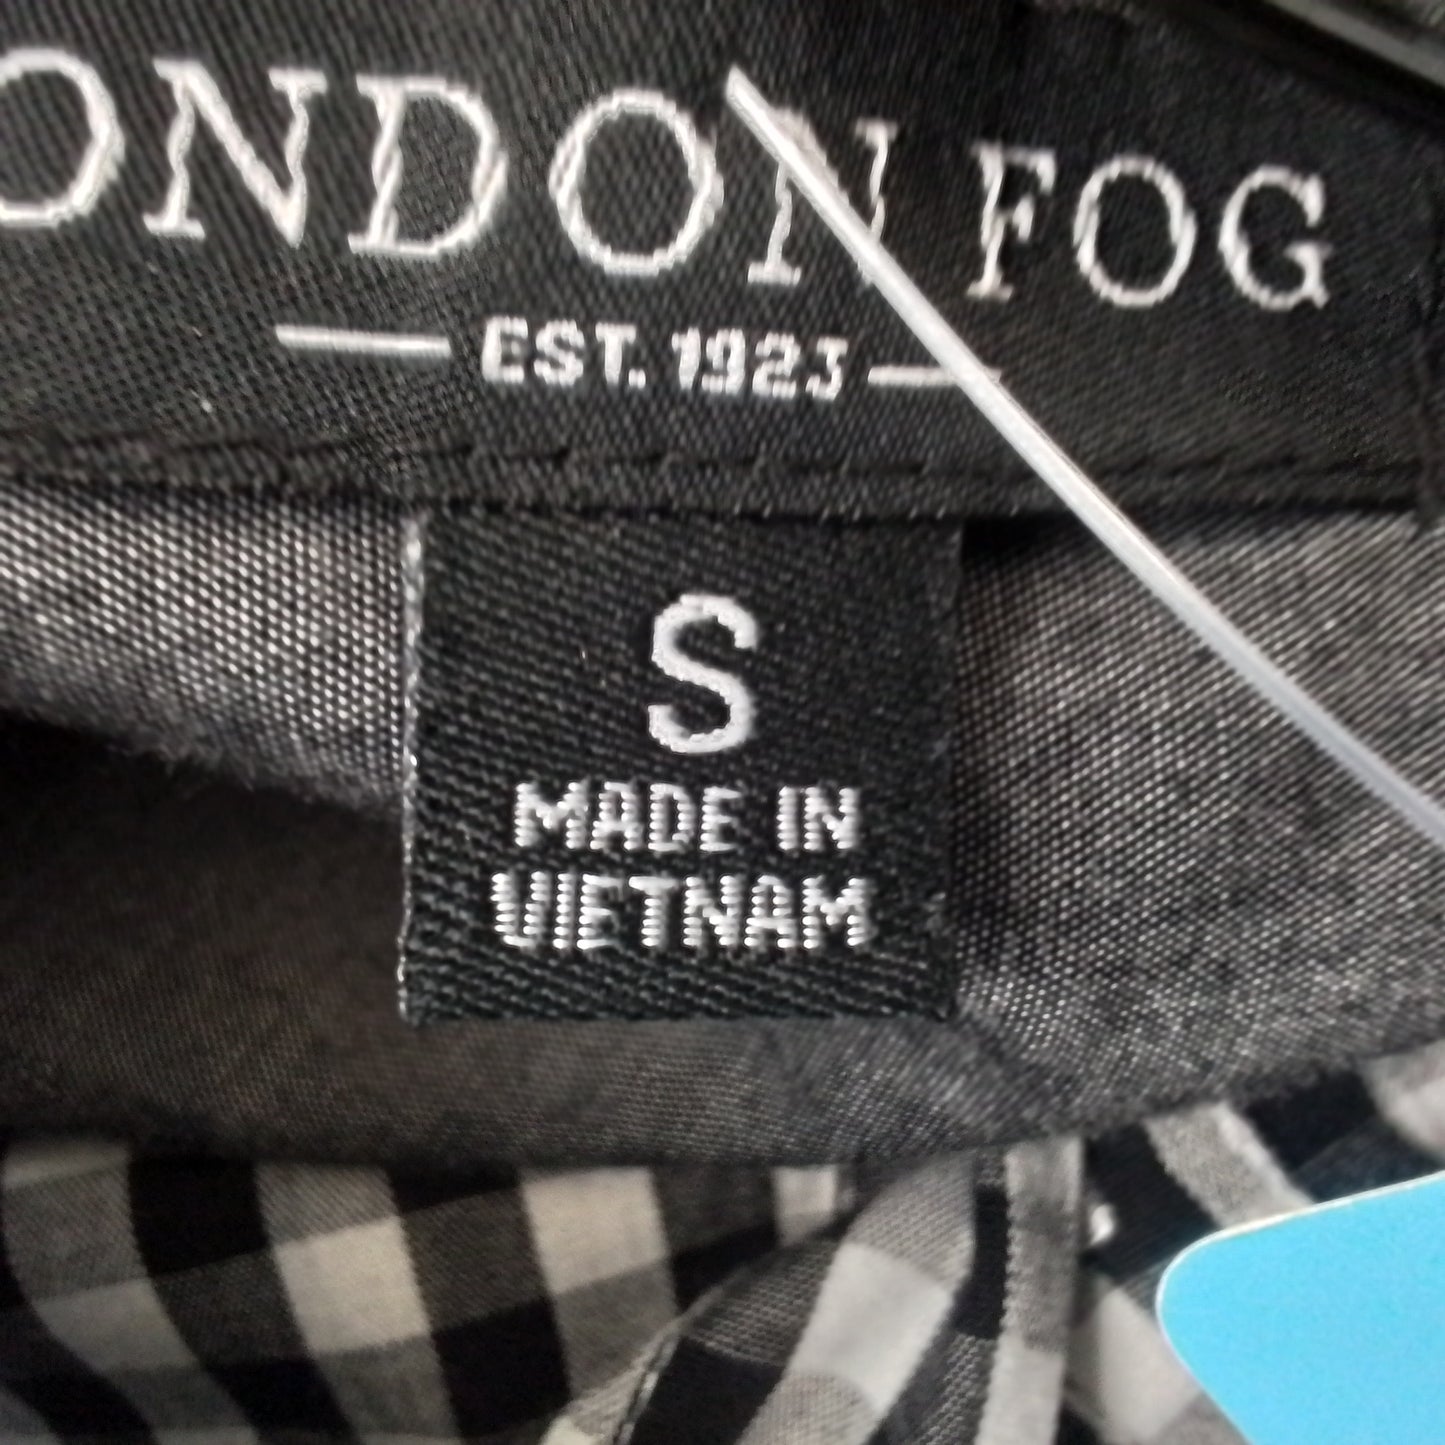 ONDON FOG
EST. 1923
S
MADE IN
VIETNAM